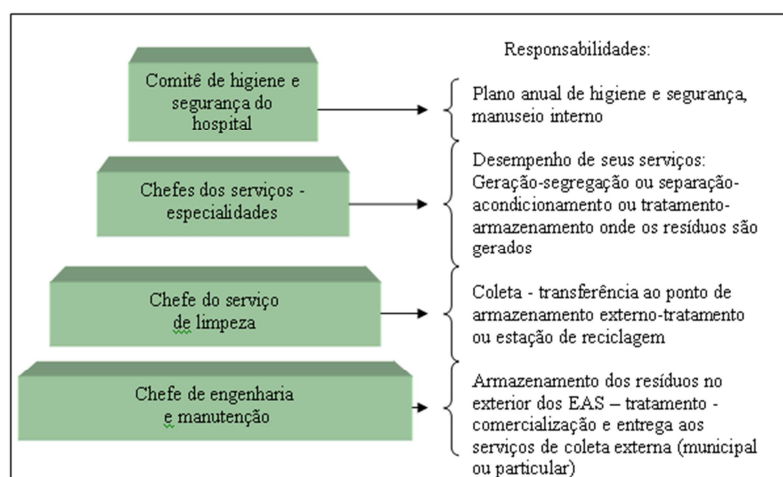 Responsabilidades:
Comitê de higiene e
segurança do
hospital
Plano anual de higiene e segurança,
manuseio interno
Chefes dos serviços -
especialidades
Desempenho de seus serviços:
Geração-segregação ou separação-
acondicionamento ou tratamento-
armazenamento onde os resíduos são
gerados
Chefe do serviço
de limpeza
Coleta - transferência ao ponto de
armazenamento externo-tratamento
ou estação de reciclagem
Chefe de engenharia
e manutenção
Armazenamento dos resíduos no
exterior dos EAS – tratamento -
comercialização e entrega aos
serviços de coleta externa (municipal
ou particular)